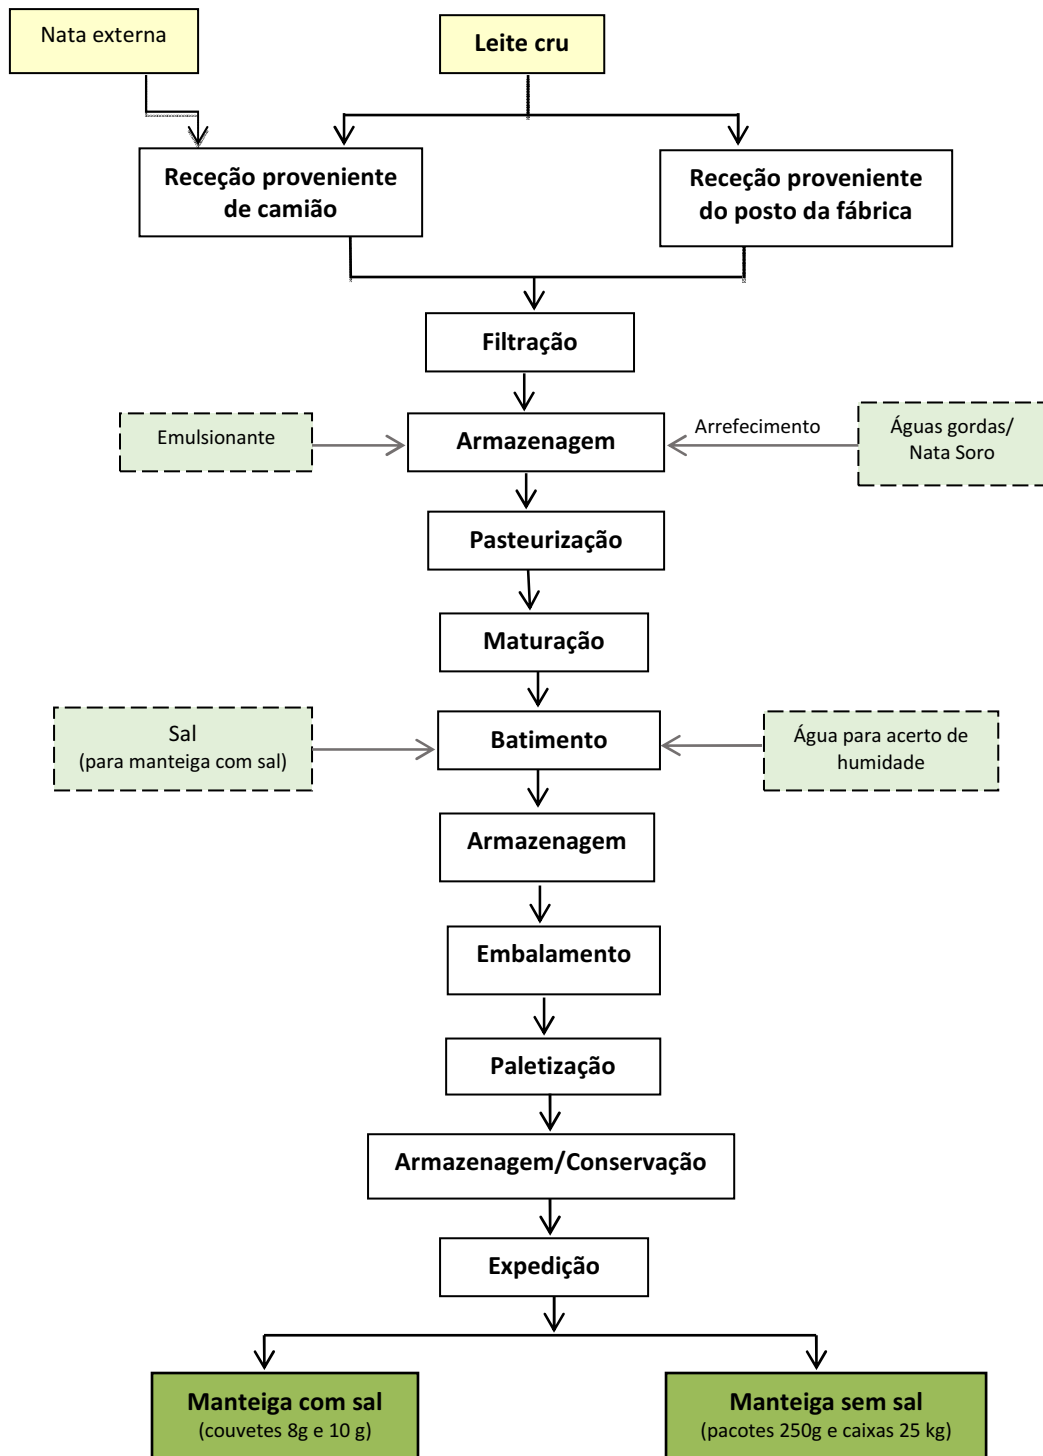 Nata externa
Leite cru
Receção proveniente
de camião
Receção proveniente
do posto da fábrica
Filtração
Emulsionante
Armazenagem
Arrefecimento
Águas gordas/
Nata Soro
Pasteurização
Maturação
Sal
(para manteiga com sal)
Batimento
Água para acerto de
humidade
Armazenagem
Embalamento
Paletização
Armazenagem/Conservação
Expedição
Manteiga com sal
(couvetes 8g e 10 g)
Manteiga sem sal
(pacotes 250g e caixas 25 kg)